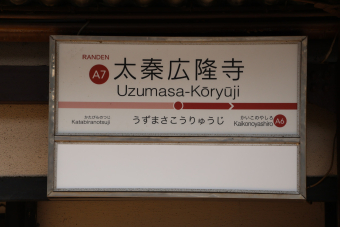 RANDEN
A7 太秦広隆寺
Uzumasa-Kōryūji
かたびらのつじ
Katabiranotsuji
うずまさこうりゅうじ
かいこのやしろ
Kaikonoyashiro A6